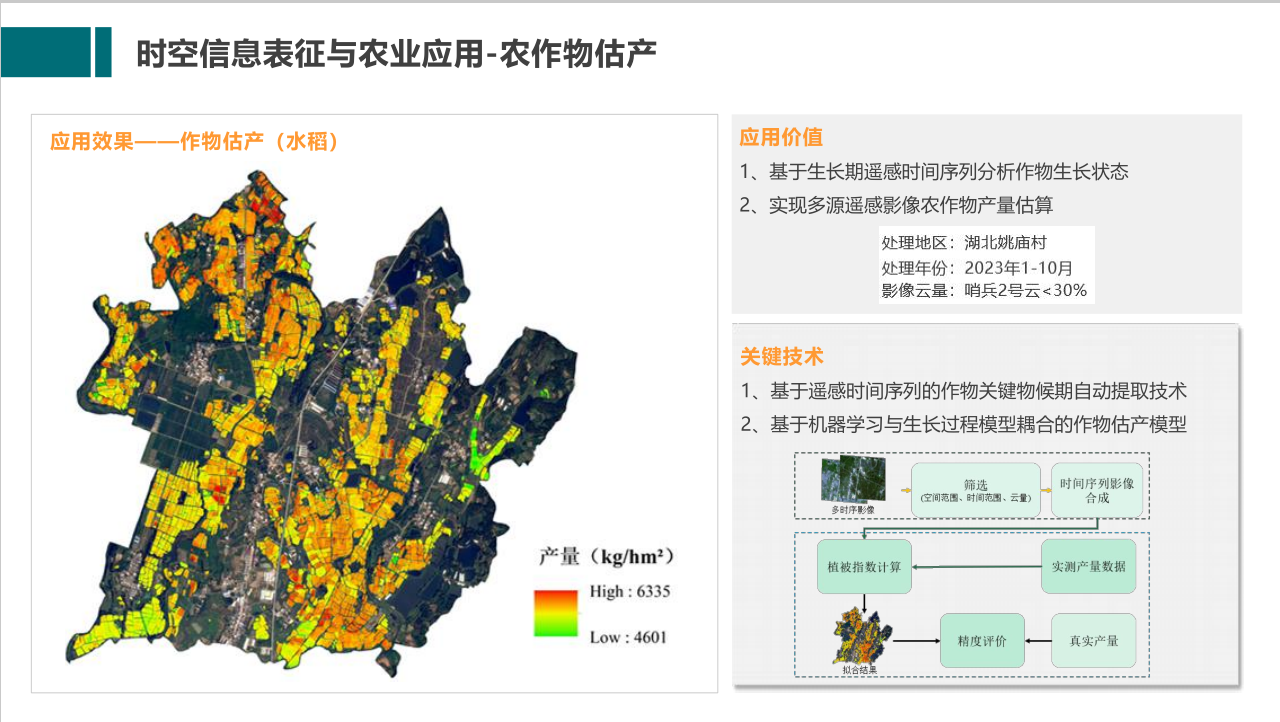 时空信息表征与农业应用-农作物估产
应用效果——作物估产（水稻）
产量（kg/hm²）
High : 6335
Low : 4601
应用价值
1、基于生长期遥感时间序列分析作物生长状态
2、实现多源遥感影像农作物产量估算
处理地区：湖北姚庙村
处理年份：2023年1-10月
影像云量：哨兵2号云<30%
关键技术
1、基于遥感时间序列的作物关键物候期自动提取技术
2、基于机器学习与生长过程模型耦合的作物估产模型
多时序影像
筛选
(空间范围、时间范围、云量)
时间序列影像
合成
植被指数计算
实测产量数据
拟合结果
精度评价
真实产量